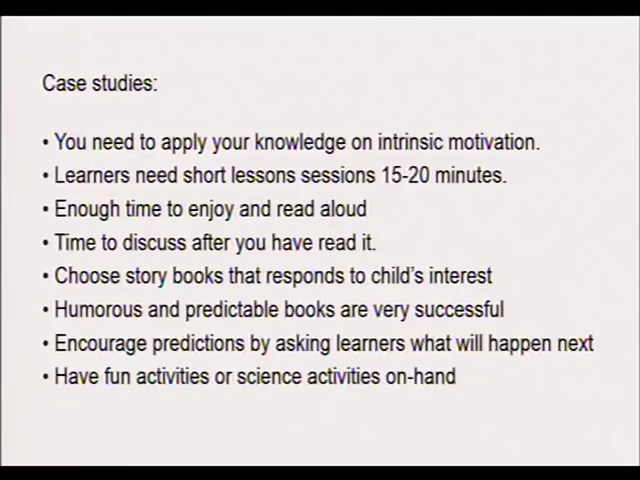 Case studies:
• You need to apply your knowledge on intrinsic motivation.
• Learners need short lessons sessions 15-20 minutes.
• Enough time to enjoy and read aloud
• Time to discuss after you have read it.
• Choose story books that responds to child's interest
• Humorous and predictable books are very successful
• Encourage predictions by asking learners what will happen next
• Have fun activities or science activities on-hand